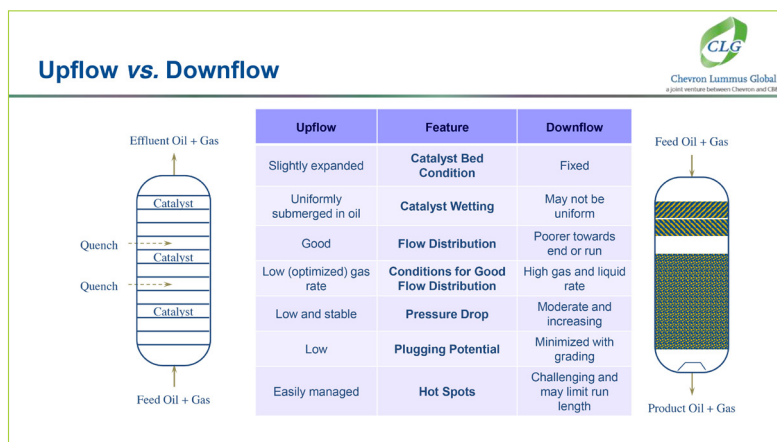 Upflow vs. Downflow
CLG
Chevron Lummus Global
a joint venture between Chevron and CB&I
Effluent Oil + Gas
Catalyst
Quench
Catalyst
Quench
Catalyst
Feed Oil + Gas
Upflow Feature Downflow
Slightly expanded Catalyst Bed Condition Fixed
Uniformly submerged in oil Catalyst Wetting May not be uniform
Good Flow Distribution Poorer towards end or run
Low (optimized) gas rate Conditions for Good Flow Distribution High gas and liquid rate
Low and stable Pressure Drop Moderate and increasing
Low Plugging Potential Minimized with grading
Easily managed Hot Spots Challenging and may limit run length
Feed Oil + Gas
Product Oil + Gas